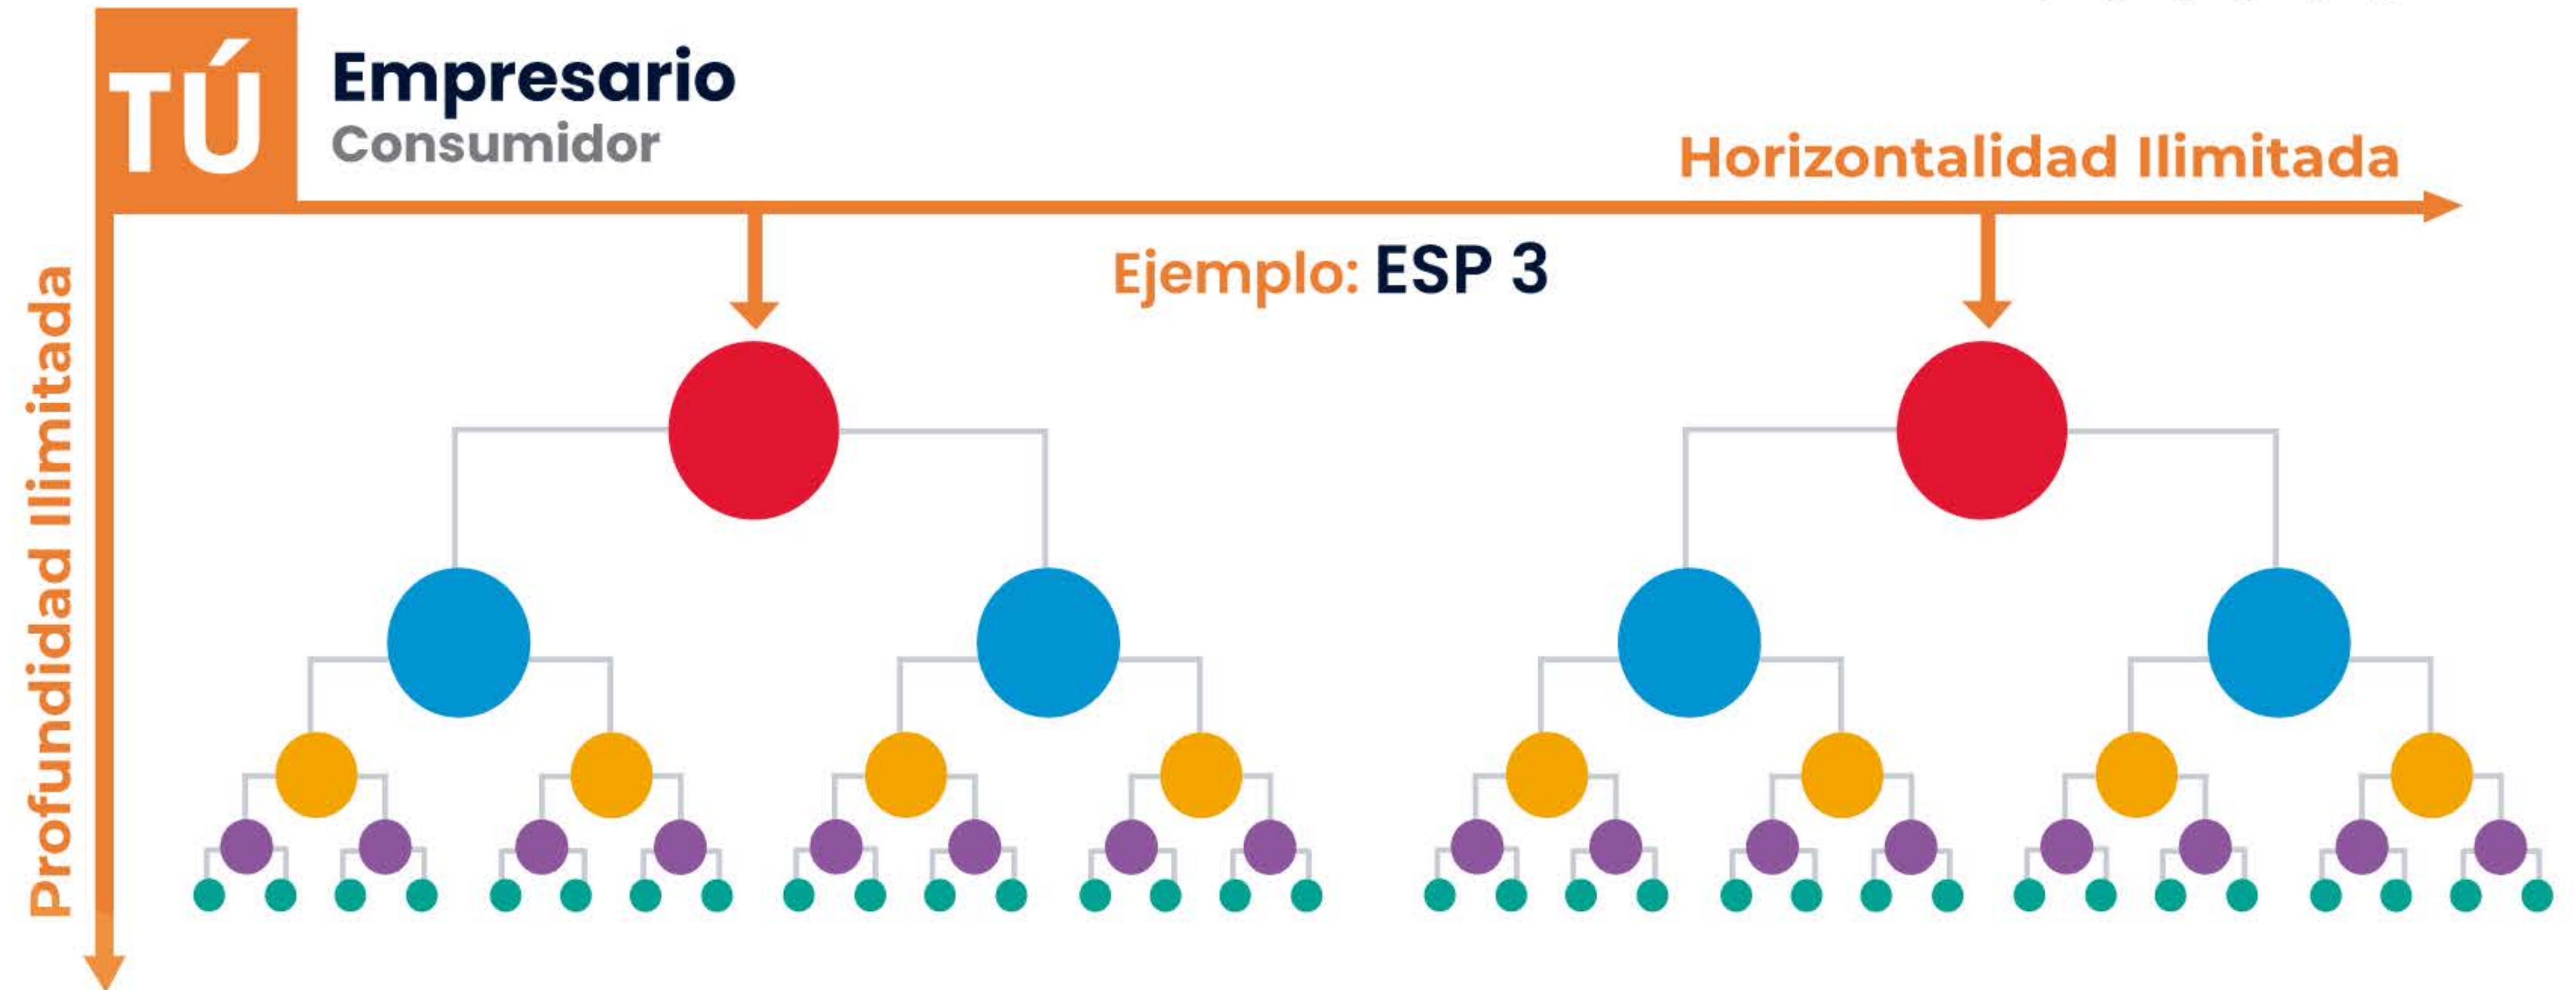 TÚ
Empresario
Consumidor
Horizontalidad Ilimitada
Ejemplo: ESP 3
Profundidad Ilimitada